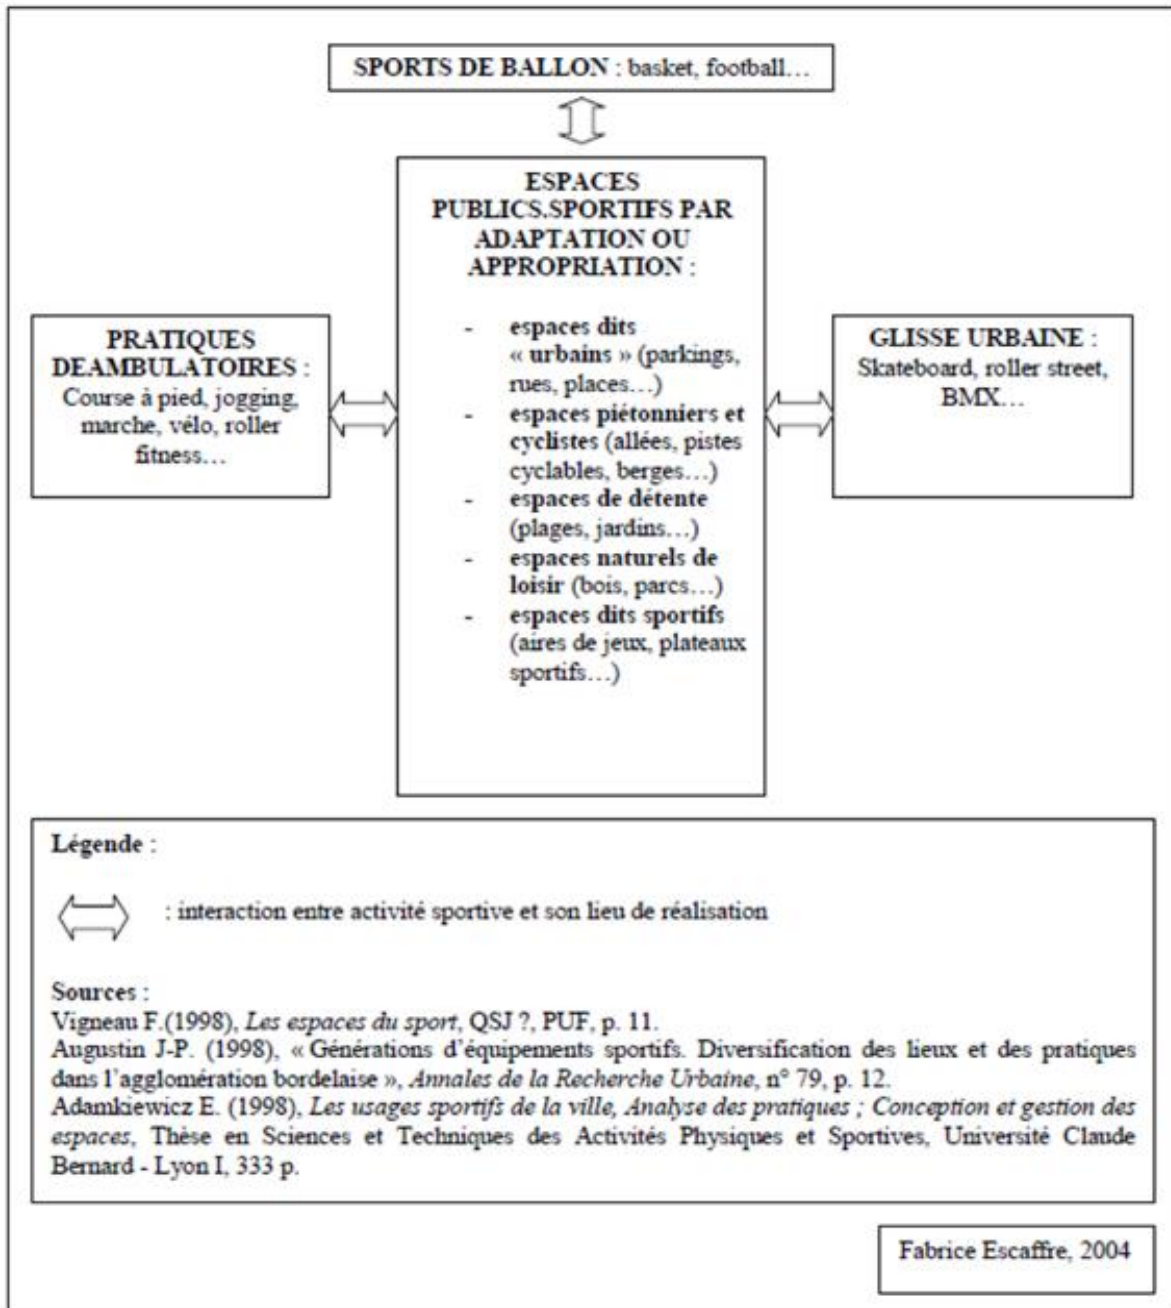 SPORTS DE BALLON : basket, football…
ESPACES
PUBLICS.SPORTIFS PAR
ADAPTATION OU
APPROPRIATION :
- espaces dits
« urbains » (parkings,
rues, places…)
- espaces piétonniers et
cyclistes (allées, pistes
cyclables, berges…)
- espaces de détente
(plages, jardins…)
- espaces naturels de
loisir (bois, parcs…)
- espaces dits sportifs
(aires de jeux, plateaux
sportifs…)
PRATIQUES
DEAMBULATOIRES :
Course à pied, jogging,
marche, vélo, roller
fitness…
GLISSE URBAINE :
Skateboard, roller street,
BMX…
Légende :
: interaction entre activité sportive et son lieu de réalisation
Sources :
Vigneau F.(1998), Les espaces du sport, QSJ ?, PUF, p. 11.
Augustin J-P. (1998), « Générations d'équipements sportifs. Diversification des lieux et des pratiques
dans l'agglomération bordelaise », Annales de la Recherche Urbaine, n° 79, p. 12.
Adamkiewicz E. (1998), Les usages sportifs de la ville, Analyse des pratiques ; Conception et gestion des
espaces, Thèse en Sciences et Techniques des Activités Physiques et Sportives, Université Claude
Bernard - Lyon I, 333 p.
Fabrice Escaffre, 2004